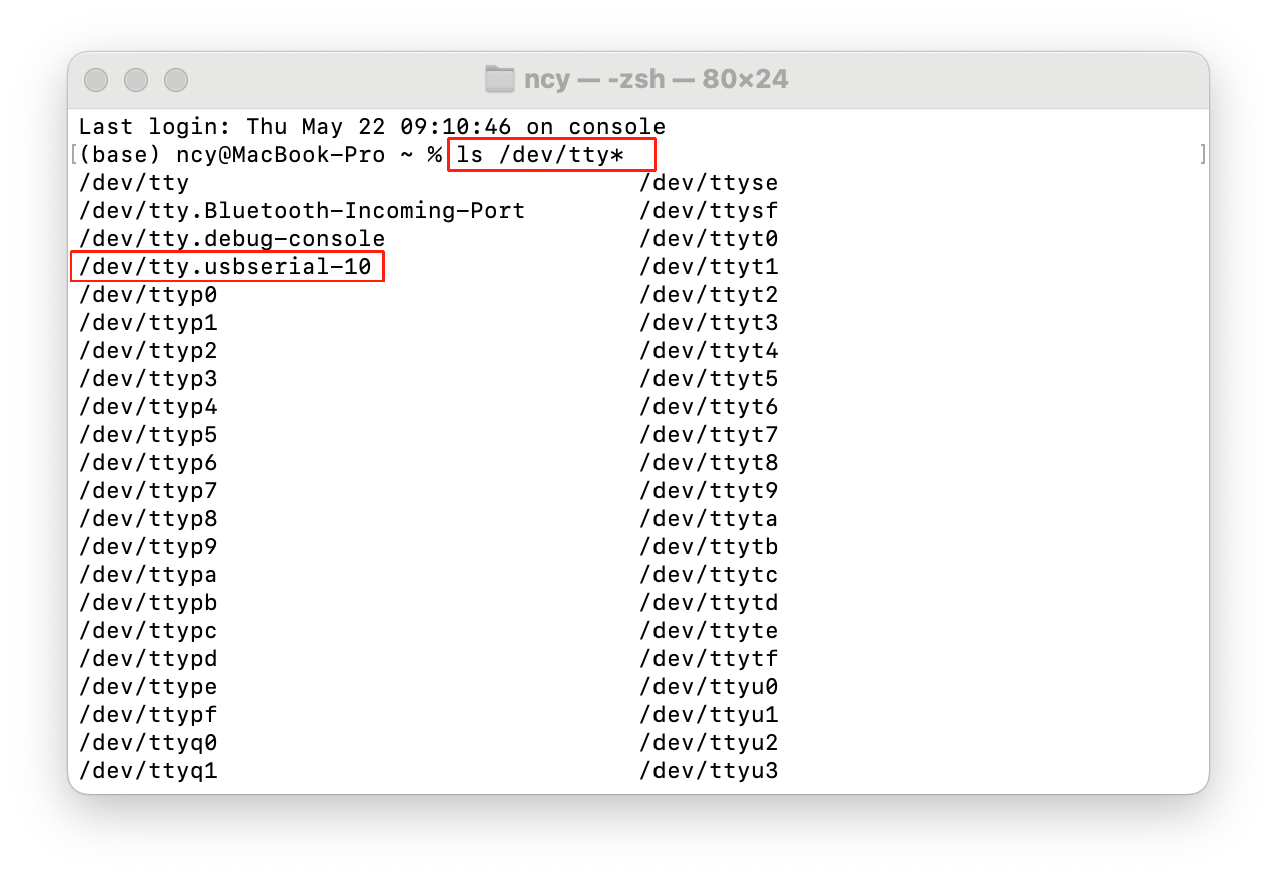 ncy — -zsh — 80×24
Last login: Thu May 22 09:10:46 on console
[(base) ncy@MacBook-Pro ~ % ls /dev/tty* ]
/dev/tty /dev/ttyse
/dev/tty.Bluetooth-Incoming-Port /dev/ttysf
/dev/tty.debug-console /dev/ttyt0
/dev/tty.usbserial-10 /dev/ttyt1
/dev/ttyp0 /dev/ttyt2
/dev/ttyp1 /dev/ttyt3
/dev/ttyp2 /dev/ttyt4
/dev/ttyp3 /dev/ttyt5
/dev/ttyp4 /dev/ttyt6
/dev/ttyp5 /dev/ttyt7
/dev/ttyp6 /dev/ttyt8
/dev/ttyp7 /dev/ttyt9
/dev/ttyp8 /dev/ttyta
/dev/ttyp9 /dev/ttytb
/dev/ttypa /dev/ttytc
/dev/ttypb /dev/ttytd
/dev/ttypc /dev/ttyte
/dev/ttypd /dev/ttytf
/dev/ttype /dev/ttyu0
/dev/ttypf /dev/ttyu1
/dev/ttyq0 /dev/ttyu2
/dev/ttyq1 /dev/ttyu3